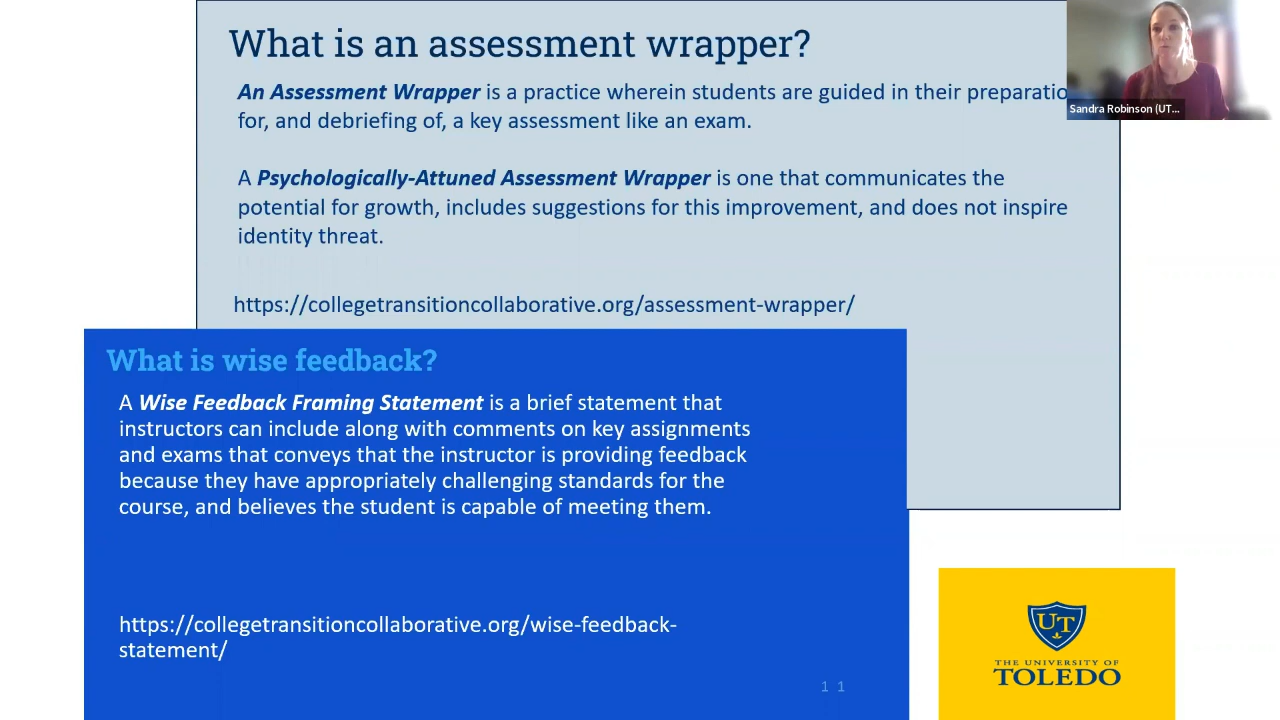 What is an assessment wrapper?
An Assessment Wrapper is a practice wherein students are guided in their preparatio
for, and debriefing of, a key assessment like an exam.
A Psychologically-Attuned Assessment Wrapper is one that communicates the
potential for growth, includes suggestions for this improvement, and does not inspire
identity threat.
https://collegetransitioncollaborative.org/assessment-wrapper/
Sandra Robinson (UT...
What is wise feedback?
A Wise Feedback Framing Statement is a brief statement that
instructors can include along with comments on key assignments
and exams that conveys that the instructor is providing feedback
because they have appropriately challenging standards for the
course, and believes the student is capable of meeting them.
https://collegetransitioncollaborative.org/wise-feedback-
statement/
1 1
UT
THE UNIVERSITY OF
TOLEDO